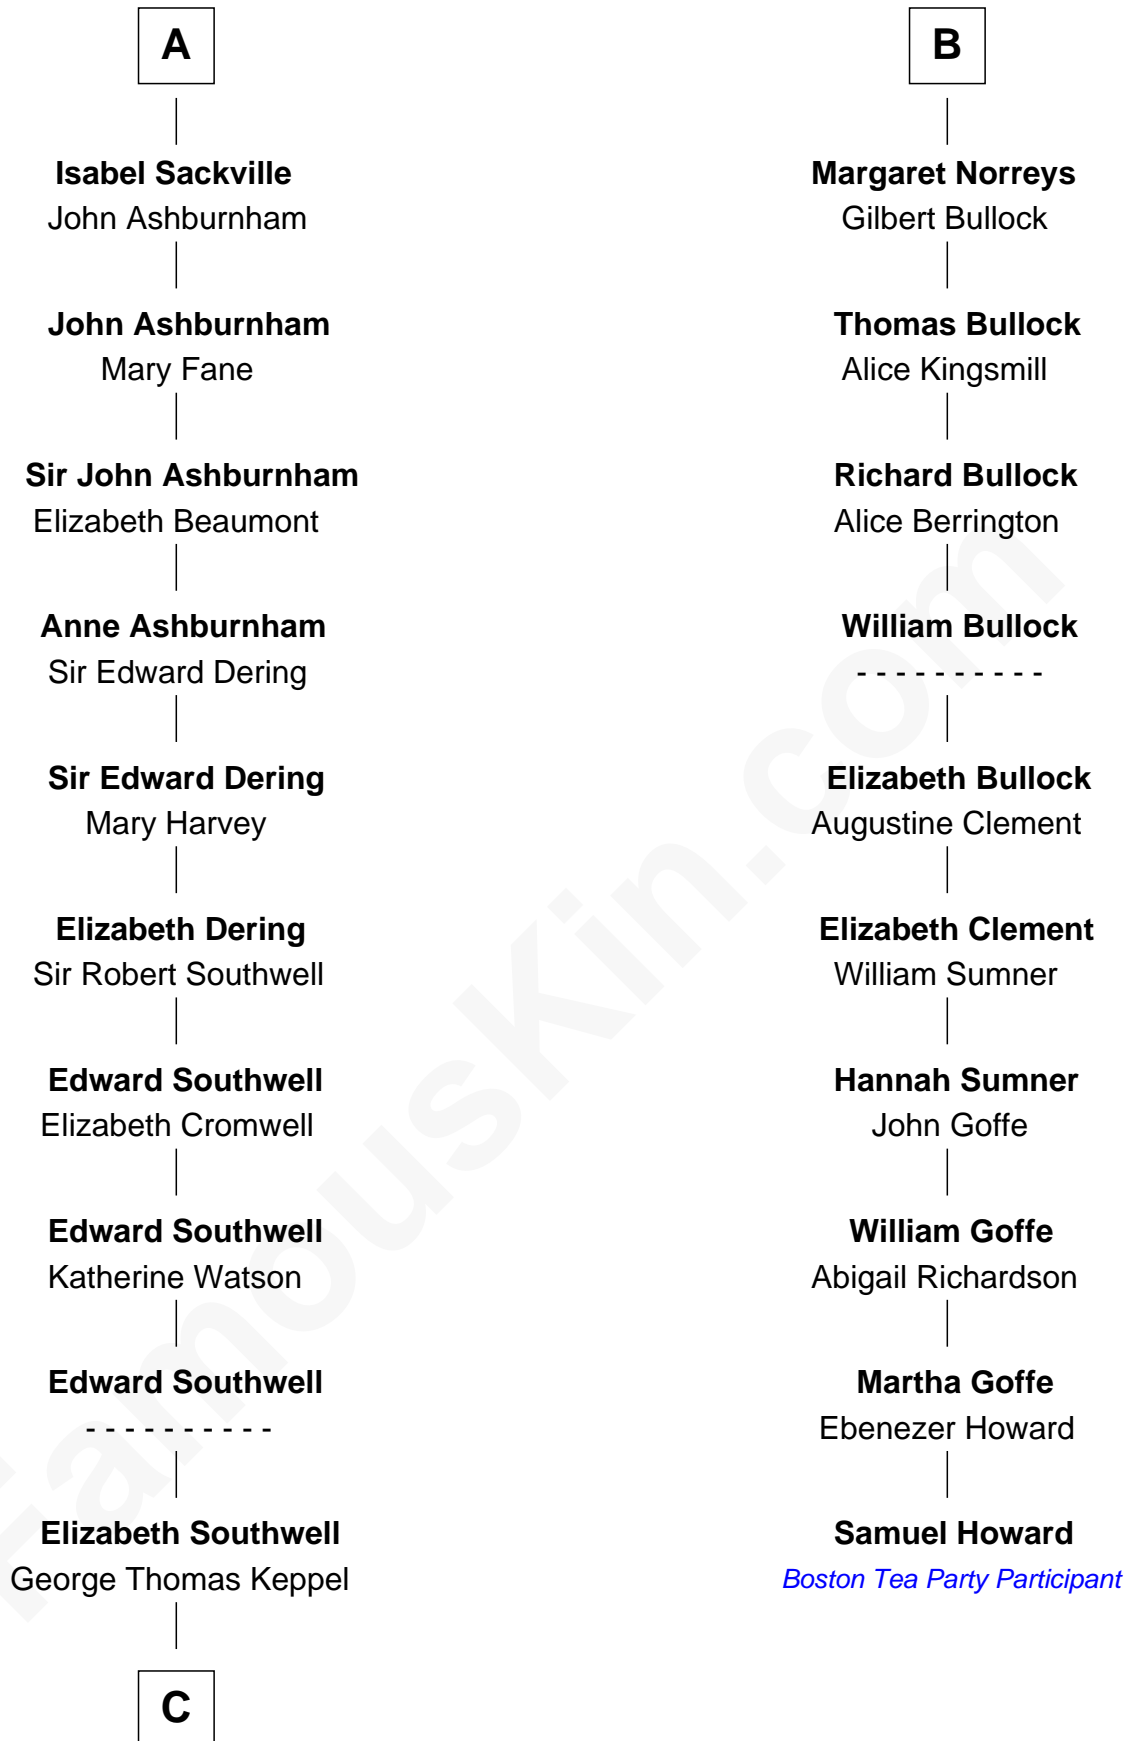 A
Isabel Sackville
John Ashburnham
John Ashburnham
Mary Fane
Sir John Ashburnham
Elizabeth Beaumont
Anne Ashburnham
Sir Edward Dering
Sir Edward Dering
Mary Harvey
Elizabeth Dering
Sir Robert Southwell
Edward Southwell
Elizabeth Cromwell
Edward Southwell
Katherine Watson
Edward Southwell
- - - - - - - - - -
Elizabeth Southwell
George Thomas Keppel
C
B
Margaret Norreys
Gilbert Bullock
Thomas Bullock
Alice Kingsmill
Richard Bullock
Alice Berrington
William Bullock
- - - - - - - - - -
Elizabeth Bullock
Augustine Clement
Elizabeth Clement
William Sumner
Hannah Sumner
John Goffe
William Goffe
Abigail Richardson
Martha Goffe
Ebenezer Howard
Samuel Howard
Boston Tea Party Participant
FamousKin.com